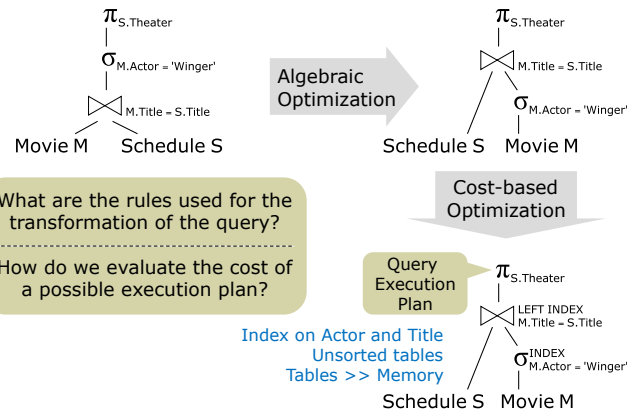 π S.Theater
σ M.Actor = 'Winger'
M.Title = S.Title
Movie M Schedule S
Algebraic
Optimization
π S.Theater
M.Title = S.Title
σ M.Actor = 'Winger'
Schedule S Movie M
What are the rules used for the
transformation of the query?
How do we evaluate the cost of
a possible execution plan?
Cost-based
Optimization
Query
Execution
Plan
π S.Theater
LEFT INDEX
M.Title = S.Title
σ INDEX
M.Actor = 'Winger'
Schedule S Movie M
Index on Actor and Title
Unsorted tables
Tables >> Memory